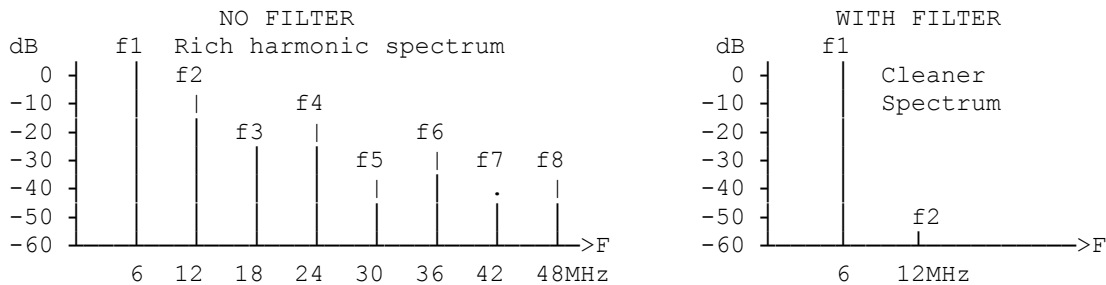 NO FILTER WITH FILTER
dB f1 Rich harmonic spectrum dB f1
0 f2 0 Cleaner
-10 f4 -10 Spectrum
-20 f3 f6 -20
-30 f5 f7 f8 -30
-40 -40
-50 -50 f2
-60 >F -60 >F
6 12 18 24 30 36 42 48MHz 6 12MHz